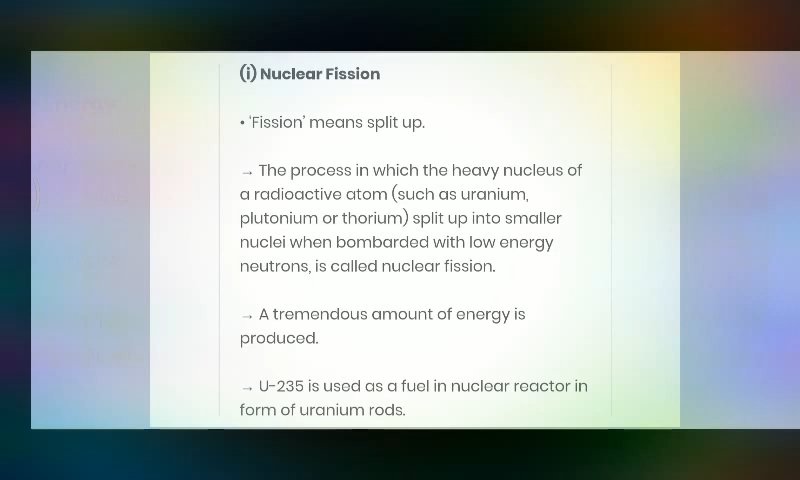 (i) Nuclear Fission
• ‘Fission’ means split up.
→ The process in which the heavy nucleus of
a radioactive atom (such as uranium,
plutonium or thorium) split up into smaller
nuclei when bombarded with low energy
neutrons, is called nuclear fission.
→ A tremendous amount of energy is
produced.
→ U-235 is used as a fuel in nuclear reactor in
form of uranium rods.